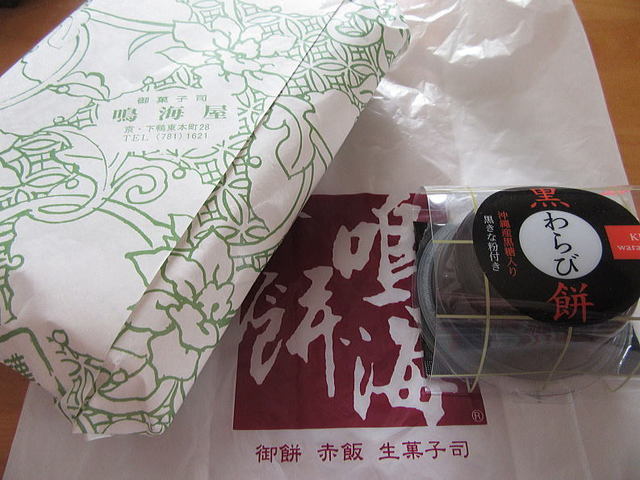 御菓子司
鳴海屋
京・下鴨東本町28
TEL (781) 1621
鳴海
餅
®
御餅 赤飯 生菓子司
黒
わらび
餅
沖縄産黒糖入り
黒きな粉付き